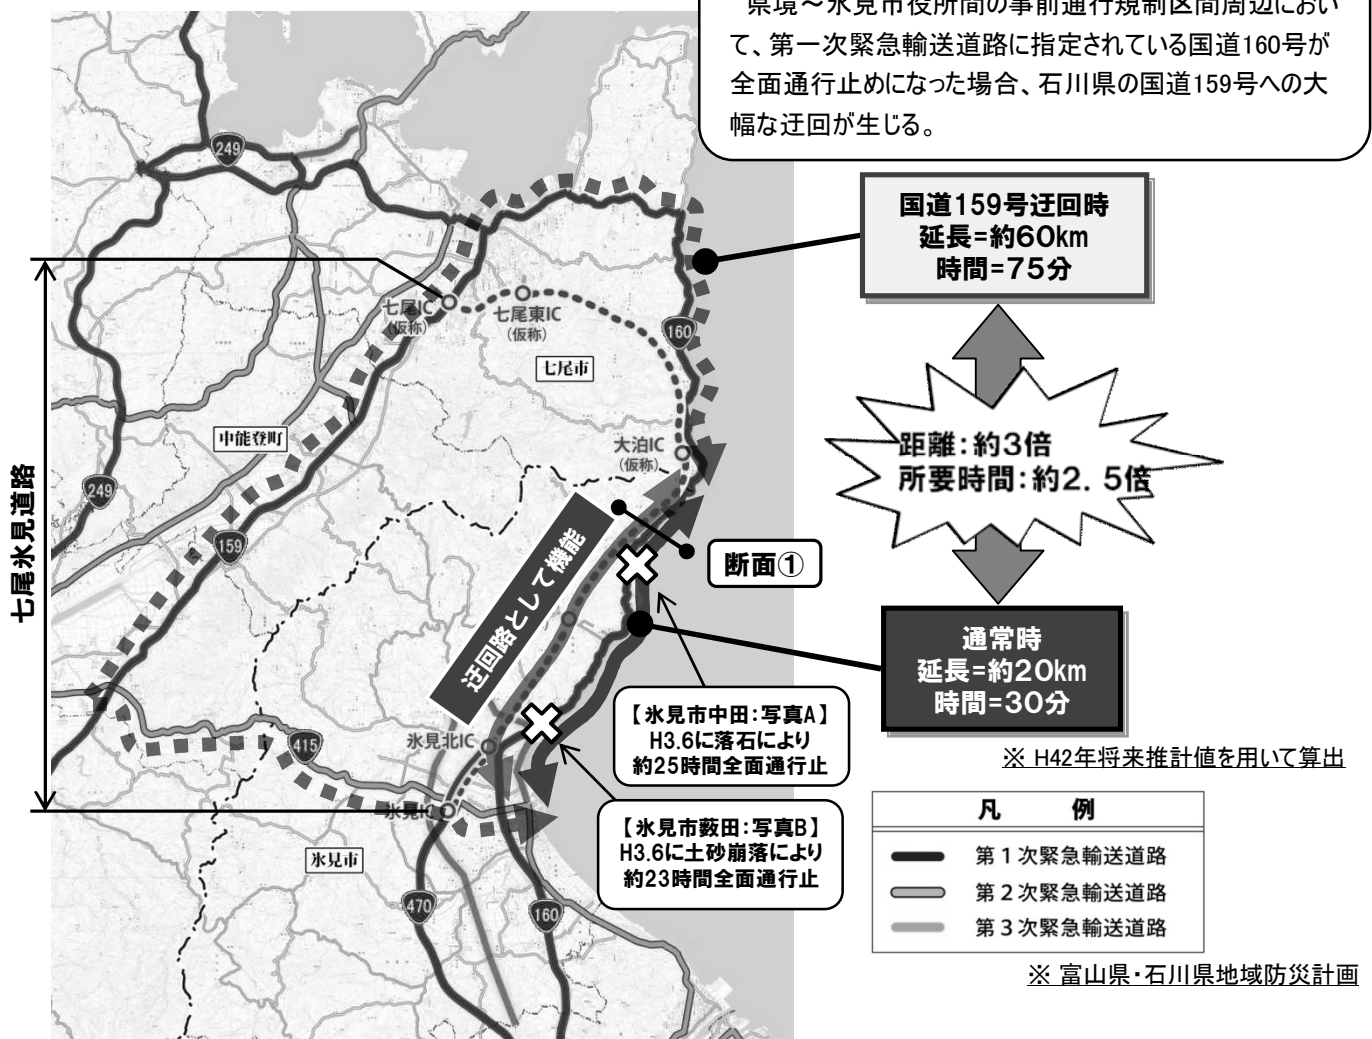 県境～氷見市役所間の事前通行規制区間周辺におい
て、第一次緊急輸送道路に指定されている国道160号が
全面通行止めになった場合、石川県の国道159号への大
幅な迂回が生じる。
国道159号迂回時
延長=約60km
時間=75分
距離：約3倍
所要時間：約2．5倍
通常時
延長=約20km
時間=30分
※ H42年将来推計値を用いて算出
凡　例
第１次緊急輸送道路
第２次緊急輸送道路
第３次緊急輸送道路
※ 富山県・石川県地域防災計画
七尾氷見道路
249
七尾IC
(仮称)
七尾東IC
(仮称)
160
七尾市
中能登町
大泊IC
(仮称)
249
159
迂回路として機能
断面①
【氷見市中田：写真A】
H3.6に落石により
約25時間全面通行止
415
氷見北IC
氷見IC
【氷見市薮田：写真B】
H3.6に土砂崩落により
約23時間全面通行止
氷見市
470
160